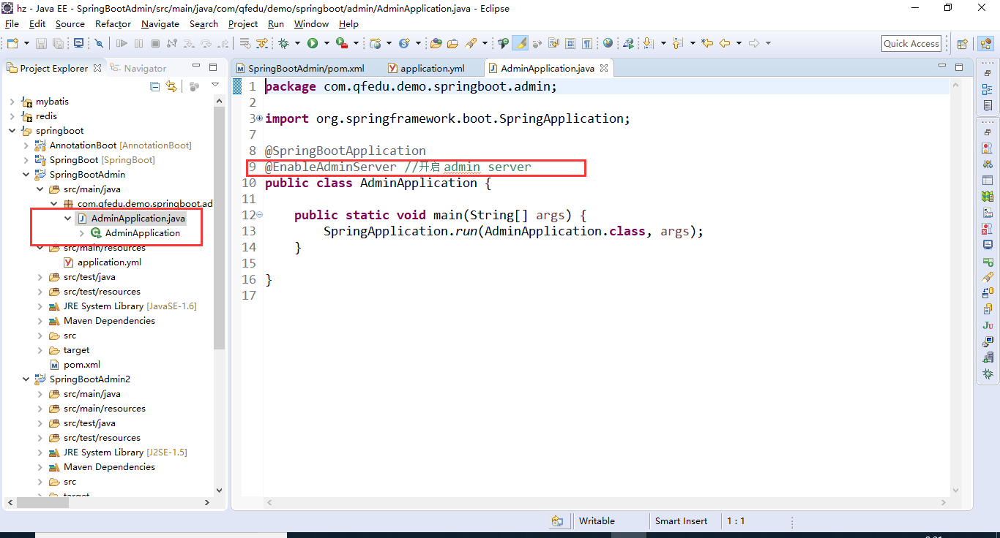 hz - Java EE - SpringBootAdmin/src/main/java/com/qfedu/demo/springboot/admin/AdminApplication.java - Eclipse
File Edit Source Refactor Navigate Search Project Run Window Help
Quick Access
Project Explorer
Navigator
mybatis
redis
springboot
AnnotationBoot [AnnotationBoot]
SpringBoot [SpringBoot]
SpringBootAdmin
src/main/java
com.qfedu.demo.springboot.ad
AdminApplication.java
AdminApplication
src/main/resources
application.yml
src/test/java
src/test/resources
JRE System Library [JavaSE-1.6]
Maven Dependencies
src
target
pom.xml
SpringBootAdmin2
src/main/java
src/main/resources
src/test/java
src/test/resources
JRE System Library [J2SE-1.5]
Maven Dependencies
src
target
SpringBootAdmin/pom.xml
application.yml
AdminApplication.java
1 package com.qfedu.demo.springboot.admin;
2
3 import org.springframework.boot.SpringApplication;
7
8 @SpringBootApplication
9 @EnableAdminServer //开启 admin server
10 public class AdminApplication {
11
12 public static void main(String[] args) {
13 SpringApplication.run(AdminApplication.class, args);
14 }
15
16 }
17
Writable
Smart Insert
1 : 1